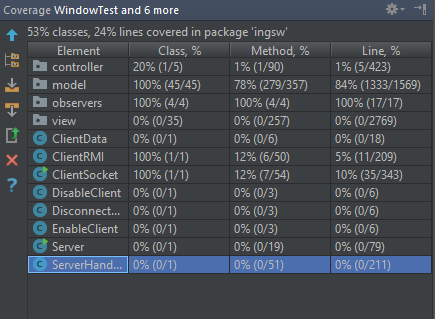 Coverage WindowTest and 6 more
53% classes, 24% lines covered in package 'ingsw'
Element Class, % Method, % Line, %
controller 20% (1/5) 1% (1/90) 1% (5/423)
model 100% (45/45) 78% (279/357) 84% (1333/1569)
observers 100% (4/4) 100% (4/4) 100% (17/17)
view 0% (0/35) 0% (0/257) 0% (0/2769)
ClientData 0% (0/1) 0% (0/6) 0% (0/18)
ClientRMI 100% (1/1) 12% (6/50) 5% (11/209)
ClientSocket 100% (1/1) 12% (7/54) 10% (35/343)
DisableClient 0% (0/1) 0% (0/3) 0% (0/6)
Disconnect... 0% (0/1) 0% (0/3) 0% (0/6)
EnableClient 0% (0/1) 0% (0/3) 0% (0/6)
Server 0% (0/1) 0% (0/19) 0% (0/79)
ServerHand... 0% (0/1) 0% (0/51) 0% (0/211)